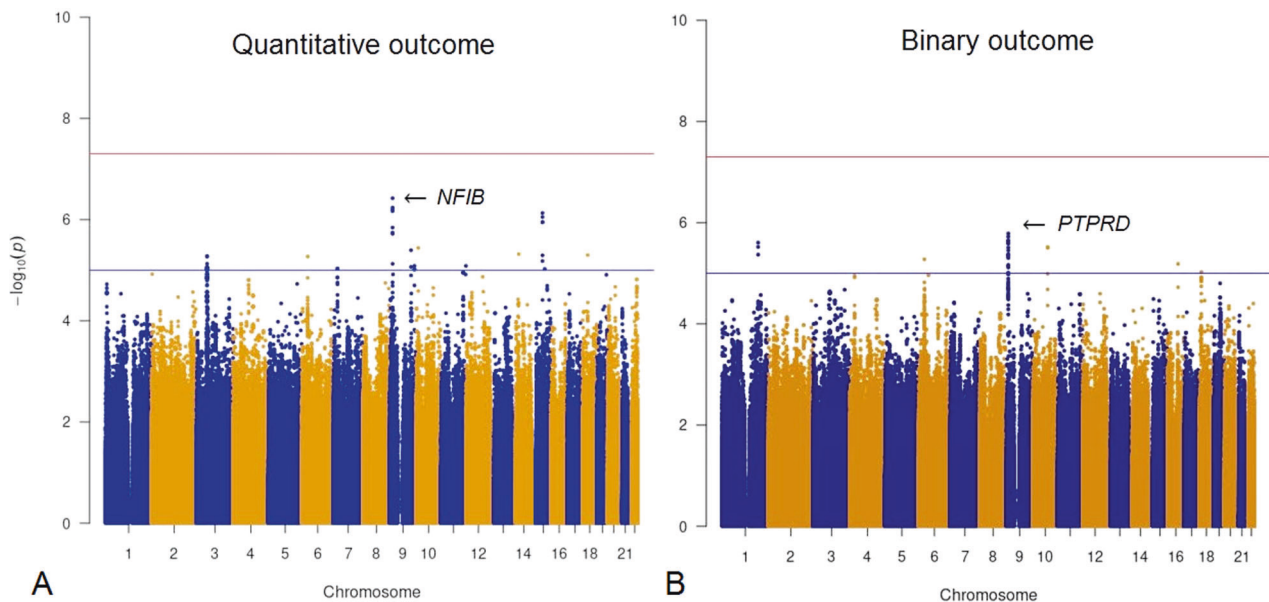 Quantitative outcome
10
8
6
4
2
0
−log10(p)
← NFIB
1 2 3 4 5 6 7 8 9 10 12 14 16 18 21
Chromosome
A
Binary outcome
10
8
6
4
2
0
← PTPRD
1 2 3 4 5 6 7 8 9 10 12 14 16 18 21
Chromosome
B